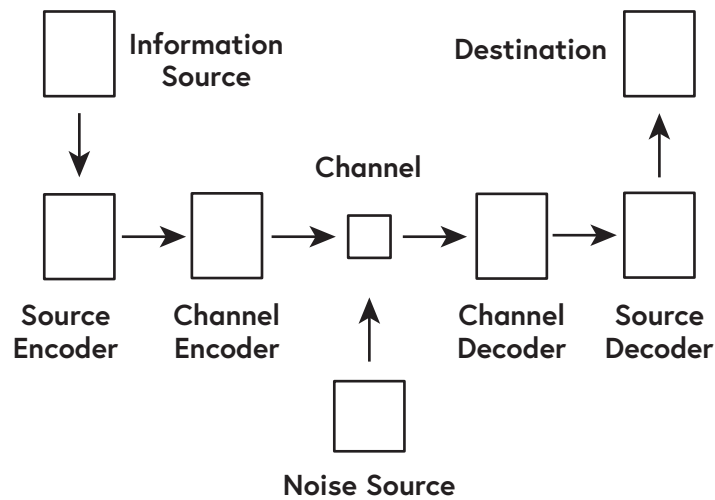 Information
Source
Destination
Channel
Source
Encoder
Channel
Encoder
Channel
Decoder
Source
Decoder
Noise Source